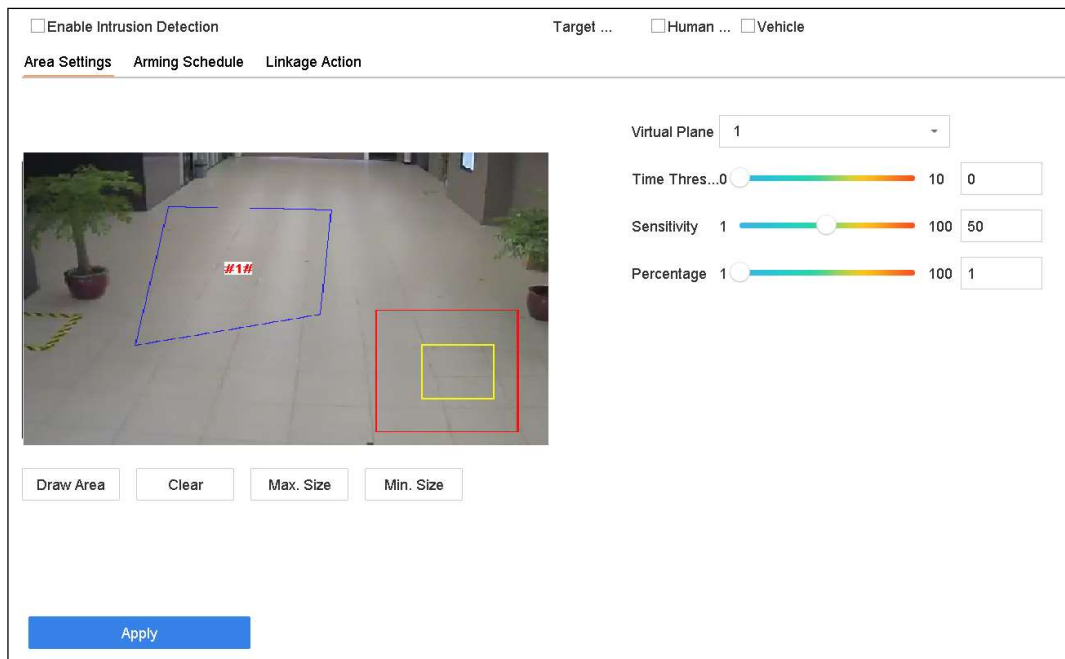 Enable Intrusion Detection Target ... Human ... Vehicle
Area Settings Arming Schedule Linkage Action
Virtual Plane 1
Time Thres...0 10 0
#1#
Sensitivity 1 100 50
Percentage 1 100 1
Draw Area Clear Max. Size Min. Size
Apply